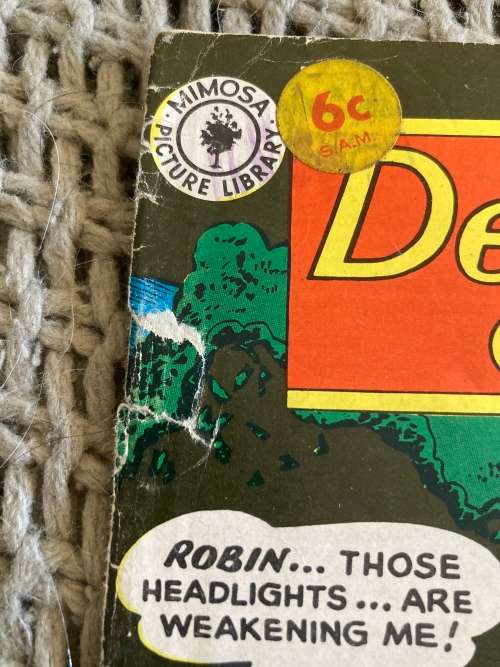 · MIMOSA ·
PICTURE LIBRARY
6c
S.A.M.
De
ROBIN... THOSE
HEADLIGHTS... ARE
WEAKENING ME!